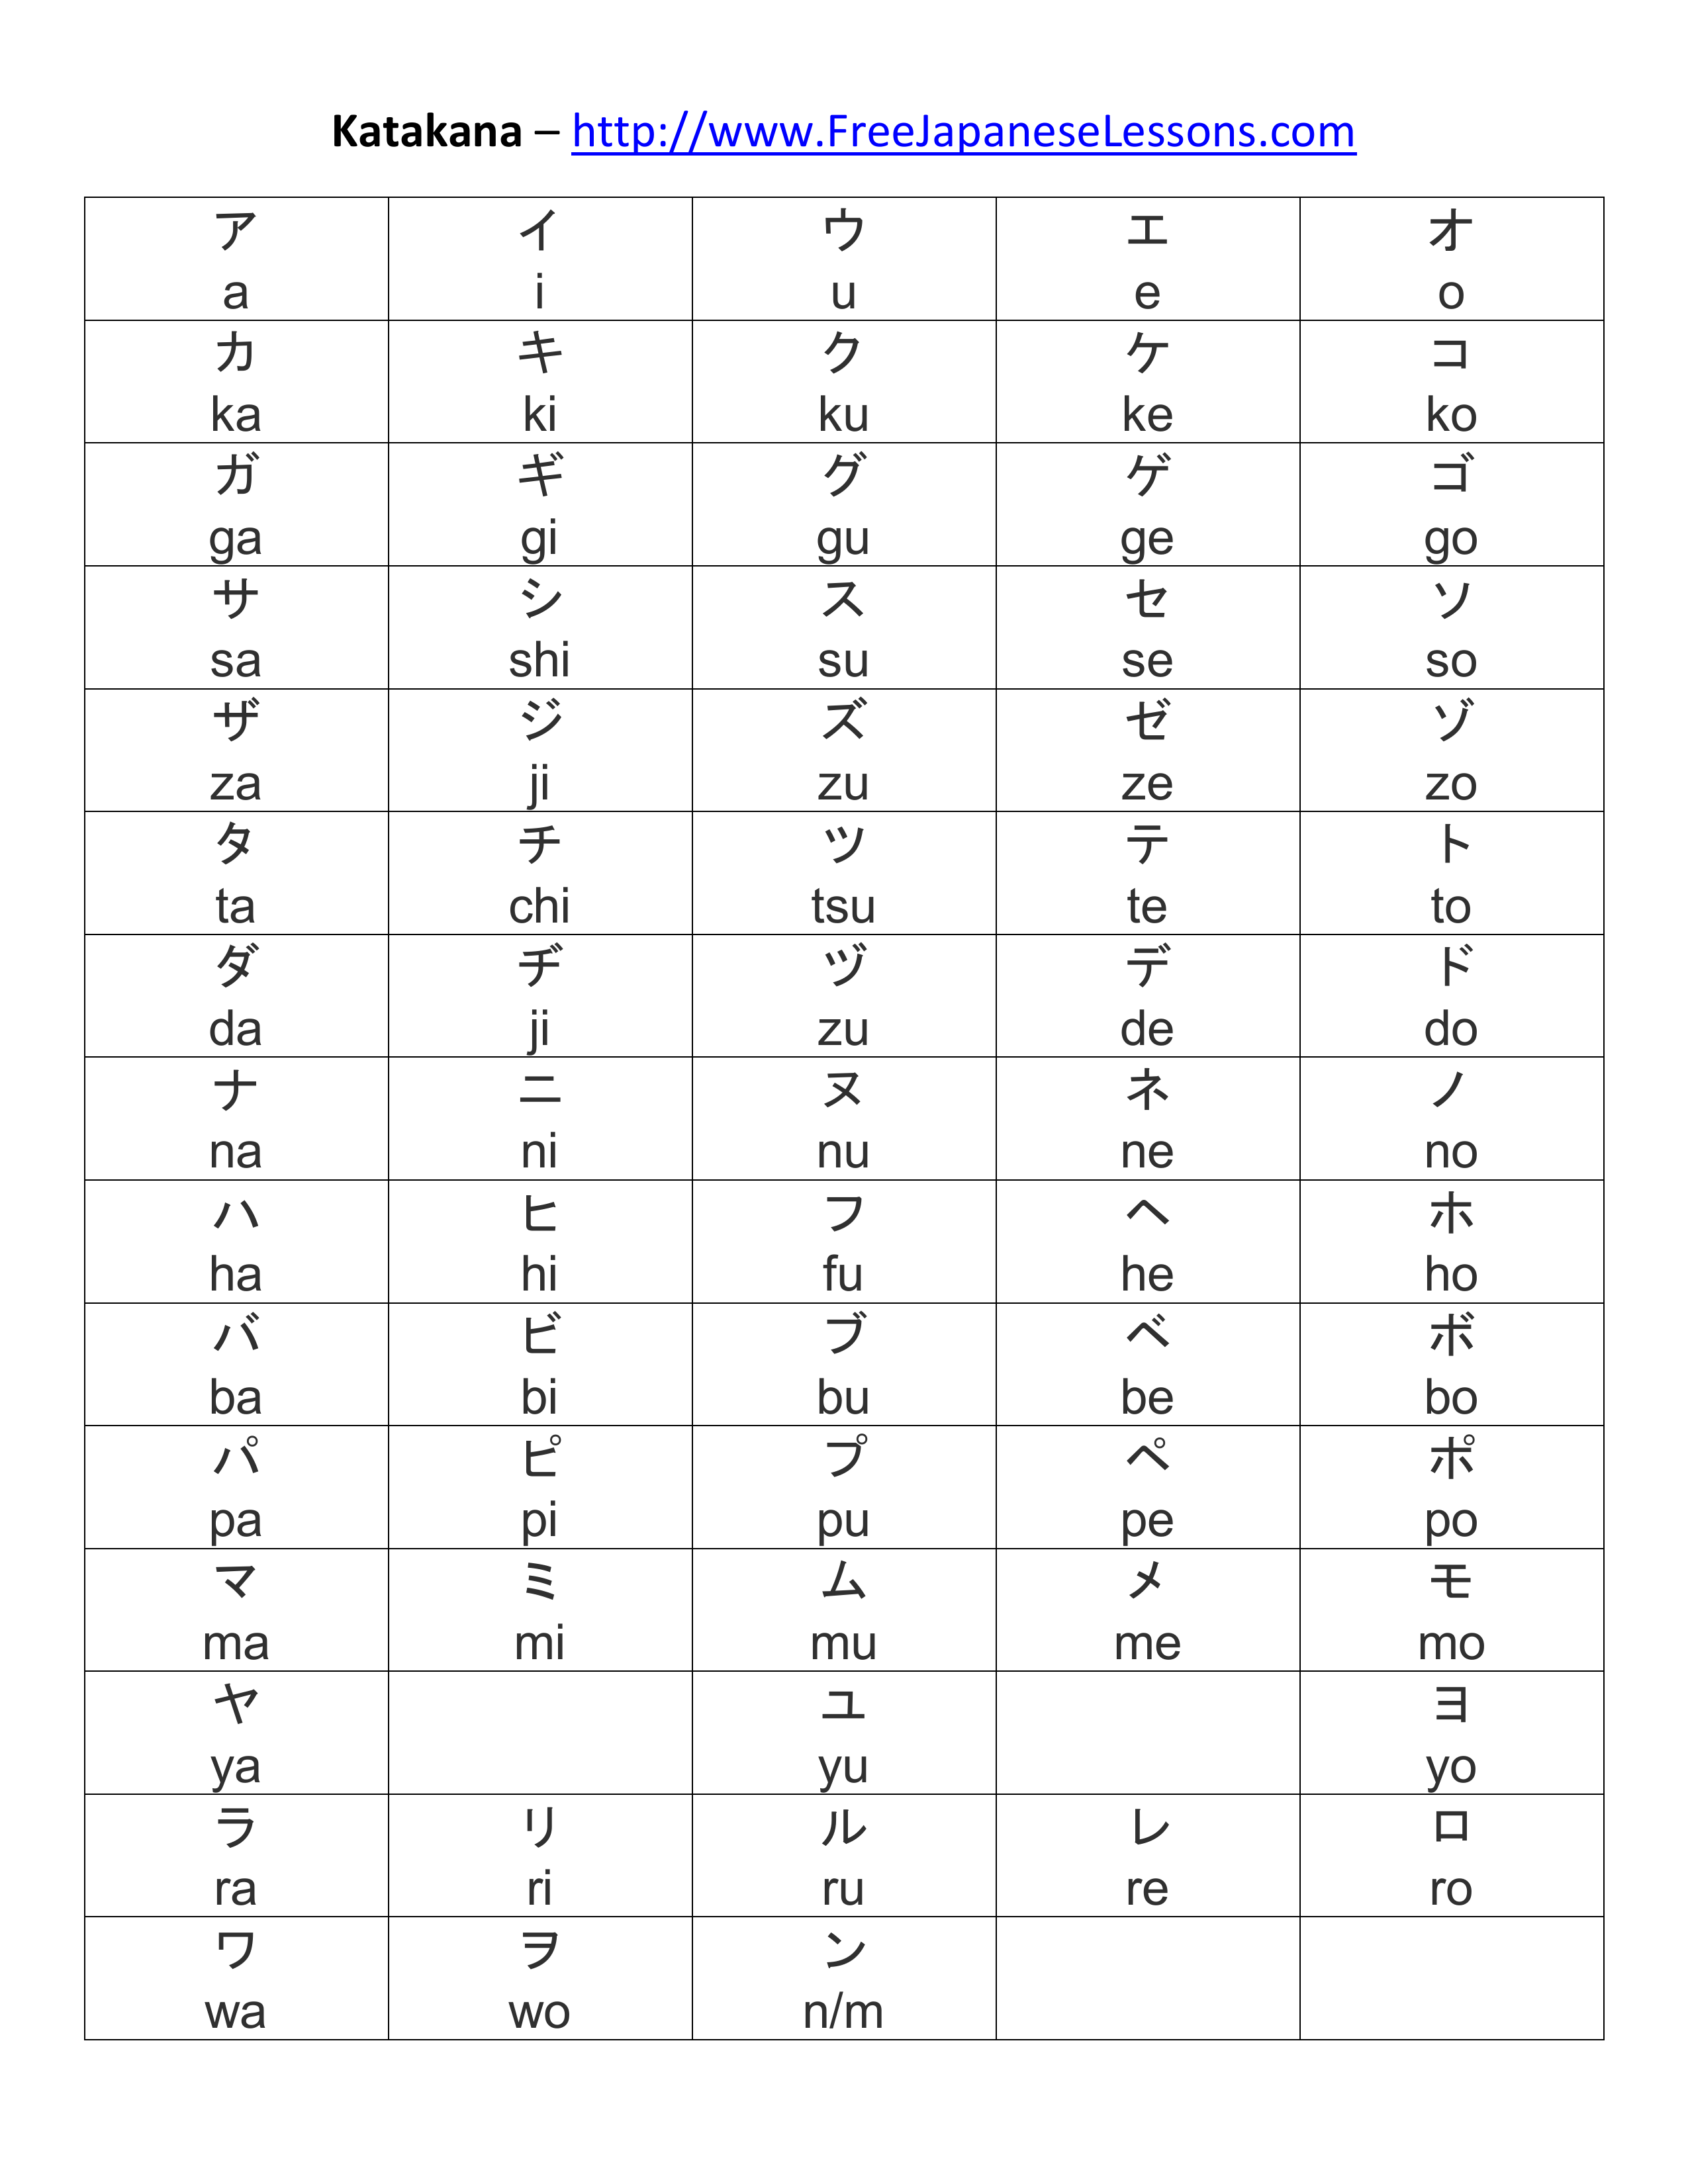 Katakana – http://www.FreeJapaneseLessons.com
ア イ ウ エ オ
a i u e o
カ キ ク ケ コ
ka ki ku ke ko
ガ ギ グ ゲ ゴ
ga gi gu ge go
サ シ ス セ ソ
sa shi su se so
ザ ジ ズ ゼ ゾ
za ji zu ze zo
タ チ ツ テ ト
ta chi tsu te to
ダ ヂ ヅ デ ド
da ji zu de do
ナ ニ ヌ ネ ノ
na ni nu ne no
ハ ヒ フ ヘ ホ
ha hi fu he ho
バ ビ ブ ベ ボ
ba bi bu be bo
パ ピ プ ペ ポ
pa pi pu pe po
マ ミ ム メ モ
ma mi mu me mo
ヤ ユ ヨ
ya yu yo
ラ リ ル レ ロ
ra ri ru re ro
ワ ヲ ン
wa wo n/m